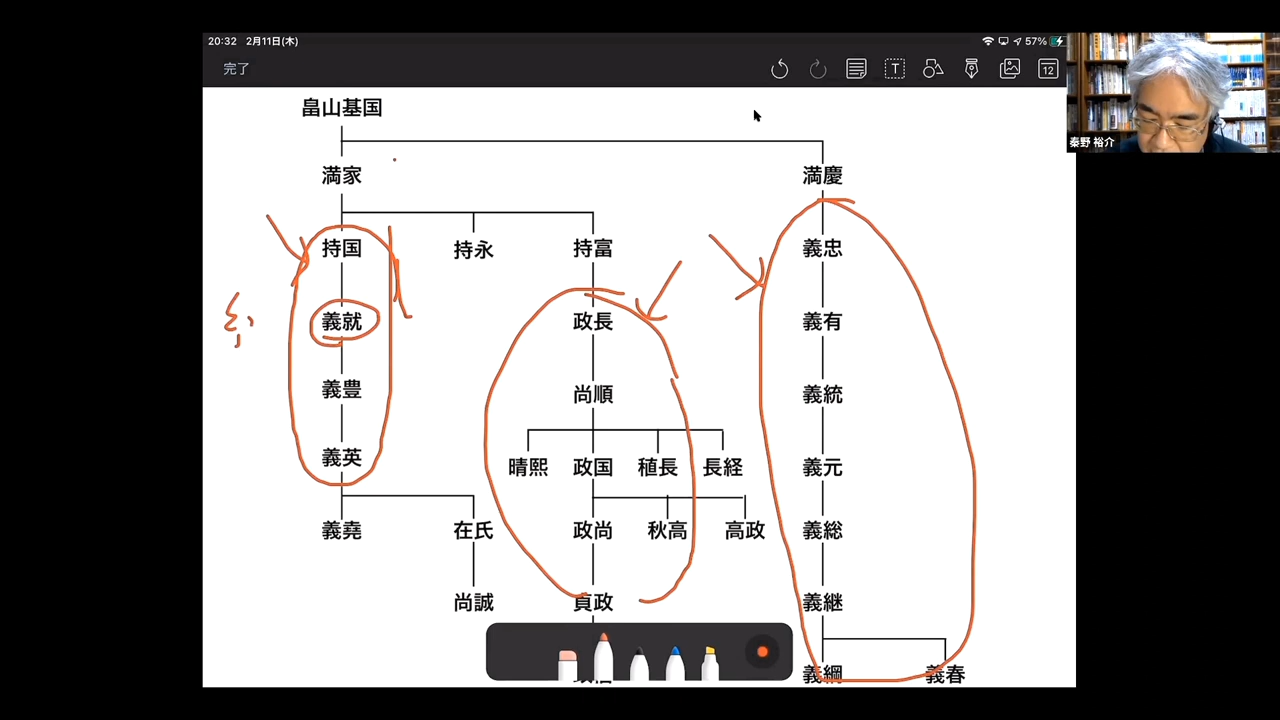 20:32 2月11日(木)
57%
完了
T
12
秦野 裕介
畠山基国
満家
満慶
持国
持永
持富
義忠
義就
政長
義有
義豊
尚順
義統
義英
晴熙
政国
稙長
長経
義元
義堯
在氏
政尚
秋高
高政
義総
尚誠
貞政
義継
義綱
義春